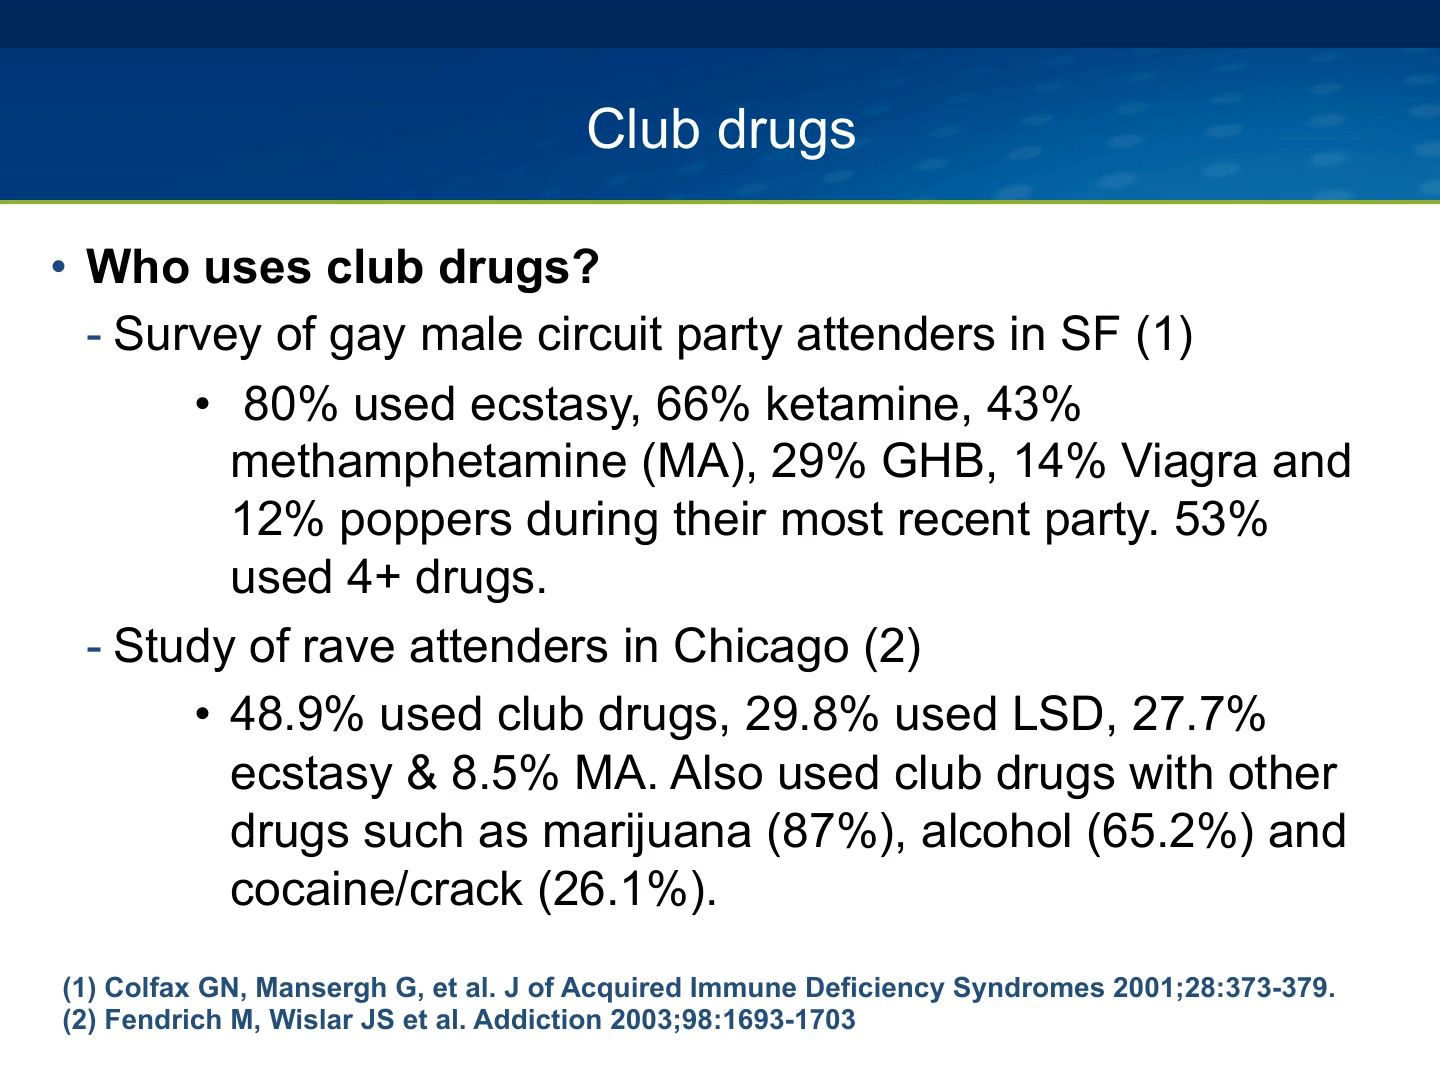 Club drugs
• Who uses club drugs?
- Survey of gay male circuit party attenders in SF (1)
• 80% used ecstasy, 66% ketamine, 43%
methamphetamine (MA), 29% GHB, 14% Viagra and
12% poppers during their most recent party. 53%
used 4+ drugs.
- Study of rave attenders in Chicago (2)
• 48.9% used club drugs, 29.8% used LSD, 27.7%
ecstasy & 8.5% MA. Also used club drugs with other
drugs such as marijuana (87%), alcohol (65.2%) and
cocaine/crack (26.1%).
(1) Colfax GN, Mansergh G, et al. J of Acquired Immune Deficiency Syndromes 2001;28:373-379.
(2) Fendrich M, Wislar JS et al. Addiction 2003;98:1693-1703